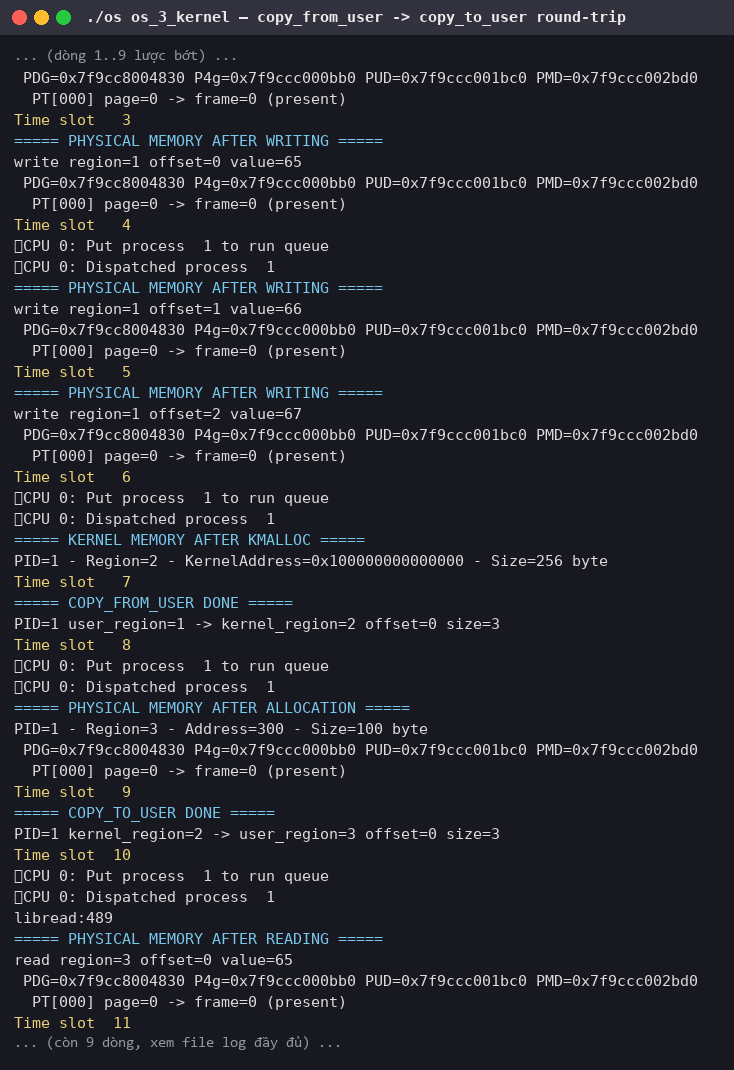 ./os os_3_kernel — copy_from_user -> copy_to_user round-trip
... (dòng 1..9 lược bớt) ...
 PDG=0x7f9cc8004830 P4g=0x7f9ccc000bb0 PUD=0x7f9ccc001bc0 PMD=0x7f9ccc002bd0
  PT[000] page=0 -> frame=0 (present)
Time slot   3
===== PHYSICAL MEMORY AFTER WRITING =====
write region=1 offset=0 value=65
 PDG=0x7f9cc8004830 P4g=0x7f9ccc000bb0 PUD=0x7f9ccc001bc0 PMD=0x7f9ccc002bd0
  PT[000] page=0 -> frame=0 (present)
Time slot   4
CPU 0: Put process  1 to run queue
CPU 0: Dispatched process  1
===== PHYSICAL MEMORY AFTER WRITING =====
write region=1 offset=1 value=66
 PDG=0x7f9cc8004830 P4g=0x7f9ccc000bb0 PUD=0x7f9ccc001bc0 PMD=0x7f9ccc002bd0
  PT[000] page=0 -> frame=0 (present)
Time slot   5
===== PHYSICAL MEMORY AFTER WRITING =====
write region=1 offset=2 value=67
 PDG=0x7f9cc8004830 P4g=0x7f9ccc000bb0 PUD=0x7f9ccc001bc0 PMD=0x7f9ccc002bd0
  PT[000] page=0 -> frame=0 (present)
Time slot   6
CPU 0: Put process  1 to run queue
CPU 0: Dispatched process  1
===== KERNEL MEMORY AFTER KMALLOC =====
PID=1 - Region=2 - KernelAddress=0x100000000000000 - Size=256 byte
Time slot   7
===== COPY_FROM_USER DONE =====
PID=1 user_region=1 -> kernel_region=2 offset=0 size=3
Time slot   8
CPU 0: Put process  1 to run queue
CPU 0: Dispatched process  1
===== PHYSICAL MEMORY AFTER ALLOCATION =====
PID=1 - Region=3 - Address=300 - Size=100 byte
 PDG=0x7f9cc8004830 P4g=0x7f9ccc000bb0 PUD=0x7f9ccc001bc0 PMD=0x7f9ccc002bd0
  PT[000] page=0 -> frame=0 (present)
Time slot   9
===== COPY_TO_USER DONE =====
PID=1 kernel_region=2 -> user_region=3 offset=0 size=3
Time slot  10
CPU 0: Put process  1 to run queue
CPU 0: Dispatched process  1
libread:489
===== PHYSICAL MEMORY AFTER READING =====
read region=3 offset=0 value=65
 PDG=0x7f9cc8004830 P4g=0x7f9ccc000bb0 PUD=0x7f9ccc001bc0 PMD=0x7f9ccc002bd0
  PT[000] page=0 -> frame=0 (present)
Time slot  11
... (còn 9 dòng, xem file log đầy đủ) ...